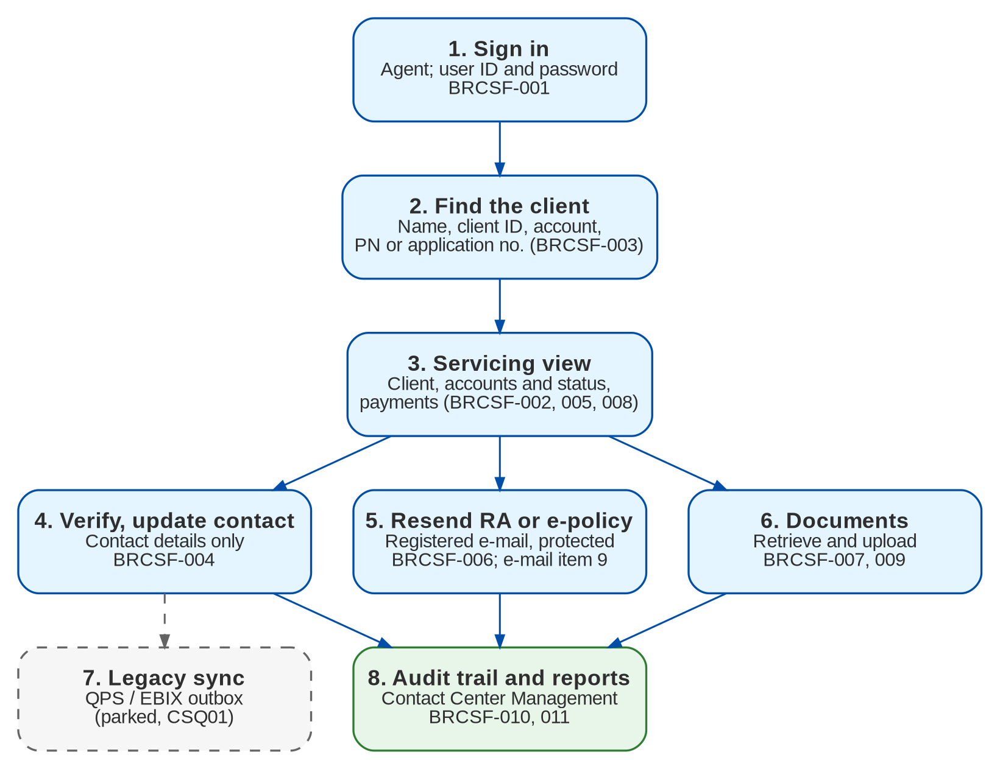 1. Sign in
Agent; user ID and password
BRCSF-001
2. Find the client
Name, client ID, account,
PN or application no. (BRCSF-003)
3. Servicing view
Client, accounts and status,
payments (BRCSF-002, 005, 008)
4. Verify, update contact
Contact details only
BRCSF-004
5. Resend RA or e-policy
Registered e-mail, protected
BRCSF-006; e-mail item 9
6. Documents
Retrieve and upload
BRCSF-007, 009
7. Legacy sync
QPS / EBIX outbox
(parked, CSQ01)
8. Audit trail and reports
Contact Center Management
BRCSF-010, 011